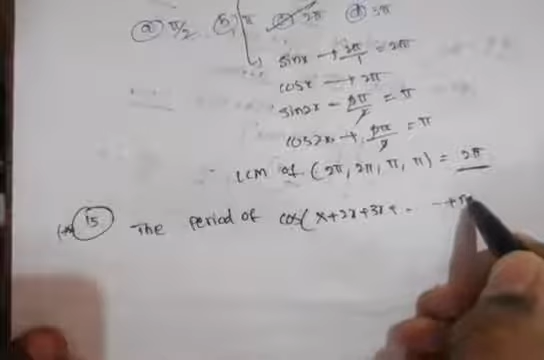 (a) π/2 (b) π (c) 2π (d) 3π
sinx → 2π/1 = 2π
cosx → 2π
sin2x - 2π/2 = π
cos2x → 2π/2 = π
LCM of (2π, 2π, π, π) = 2π
15 The period of cos(x+2x+3x+.. --+